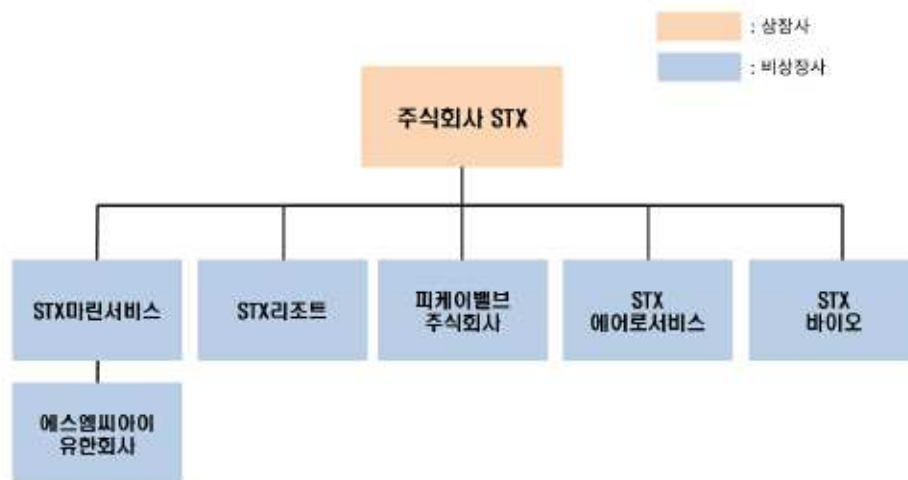 : 상장사
: 비상장사
주식회사 STX
STX마린서비스
STX리조트
피케이밸브
주식회사
STX
에어로서비스
STX
바이오
에스엠씨아이
유한회사